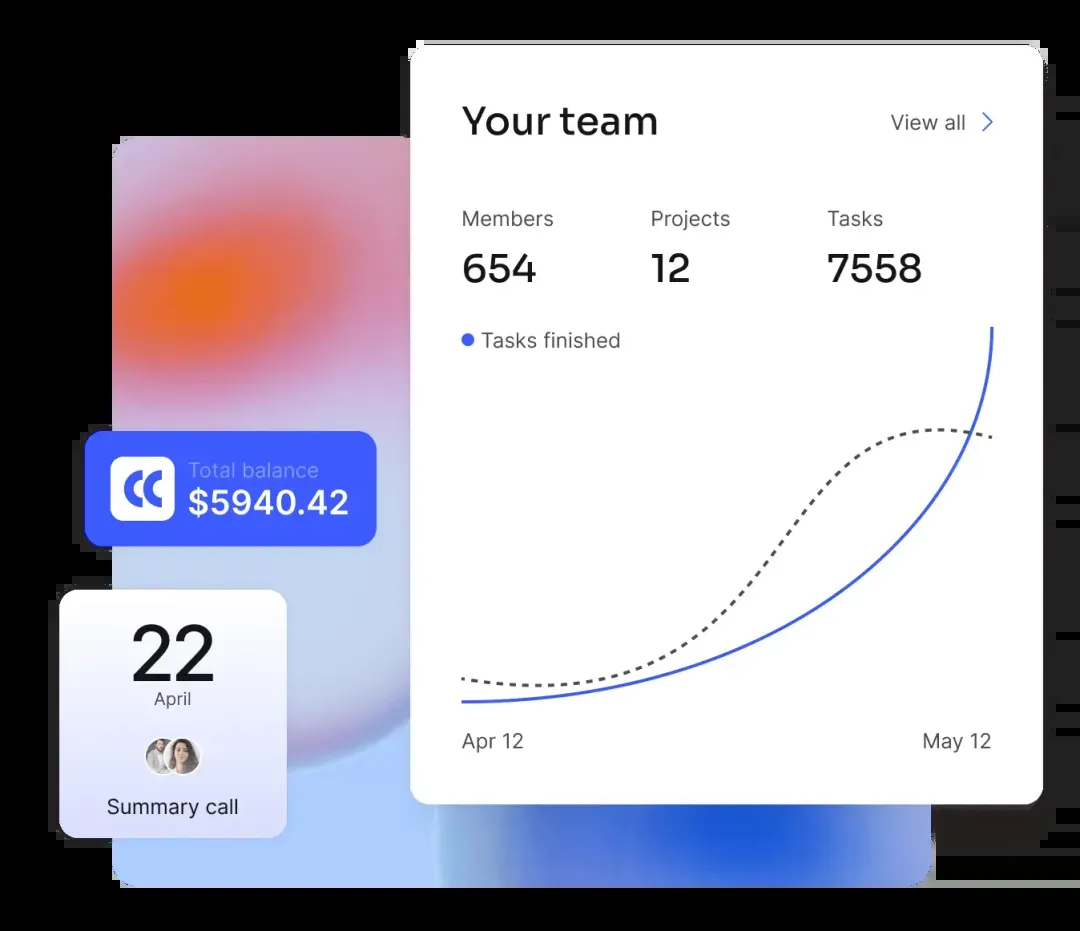 Your team
View all
Members
Projects
Tasks
654
12
7558
Tasks finished
Total balance
$5940.42
22
April
Summary call
Apr 12
May 12